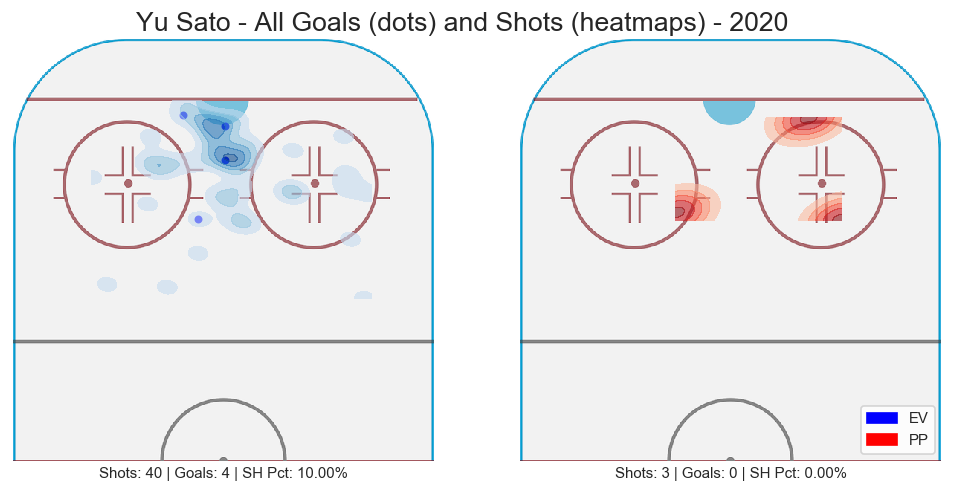 Yu Sato - All Goals (dots) and Shots (heatmaps) - 2020
EV
PP
Shots: 40 | Goals: 4 | SH Pct: 10.00%
Shots: 3 | Goals: 0 | SH Pct: 0.00%